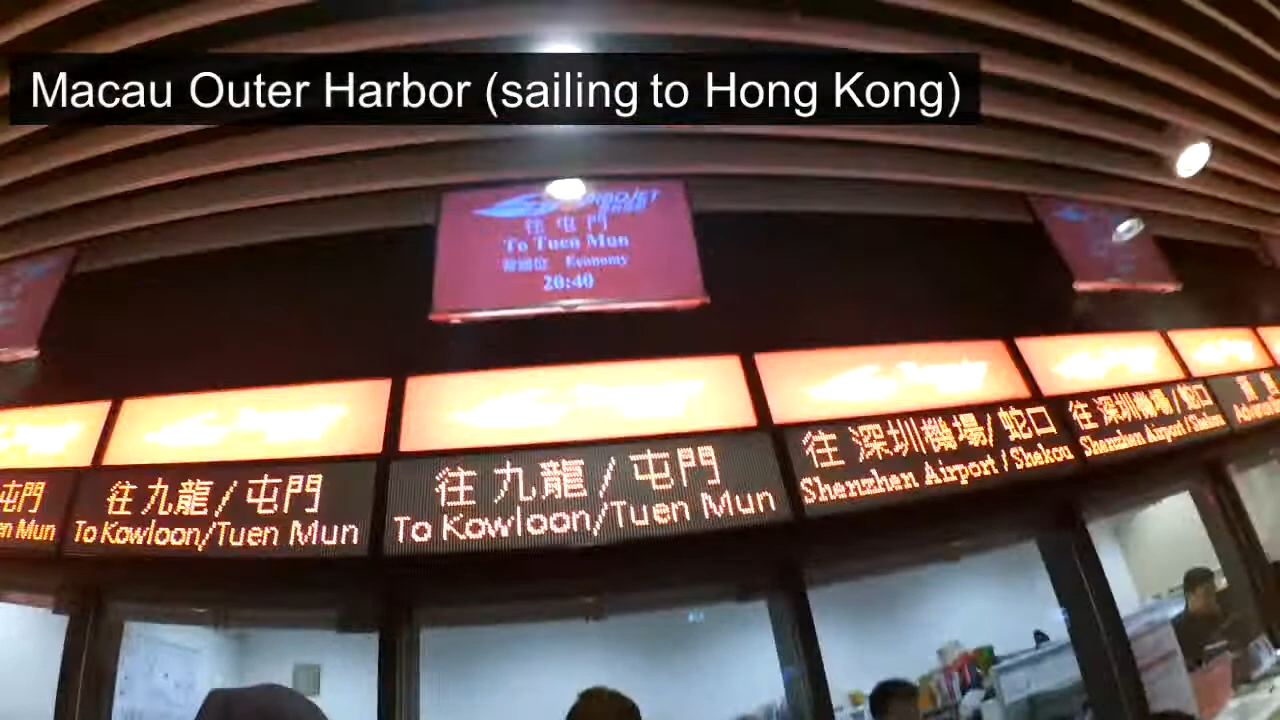 Macau Outer Harbor (sailing to Hong Kong)
往 屯 門
To Tuen Mun
Economy
20:40
屯門
en Mun
往 九龍 / 屯門
To Kowloon/Tuen Mun
往 九龍 / 屯門
To Kowloon/Tuen Mun
往 深圳機場/ 蛇口
Shenzhen Airport / Shekou
往 深圳機場/ 蛇口
Shenzhen Airport / Shekou